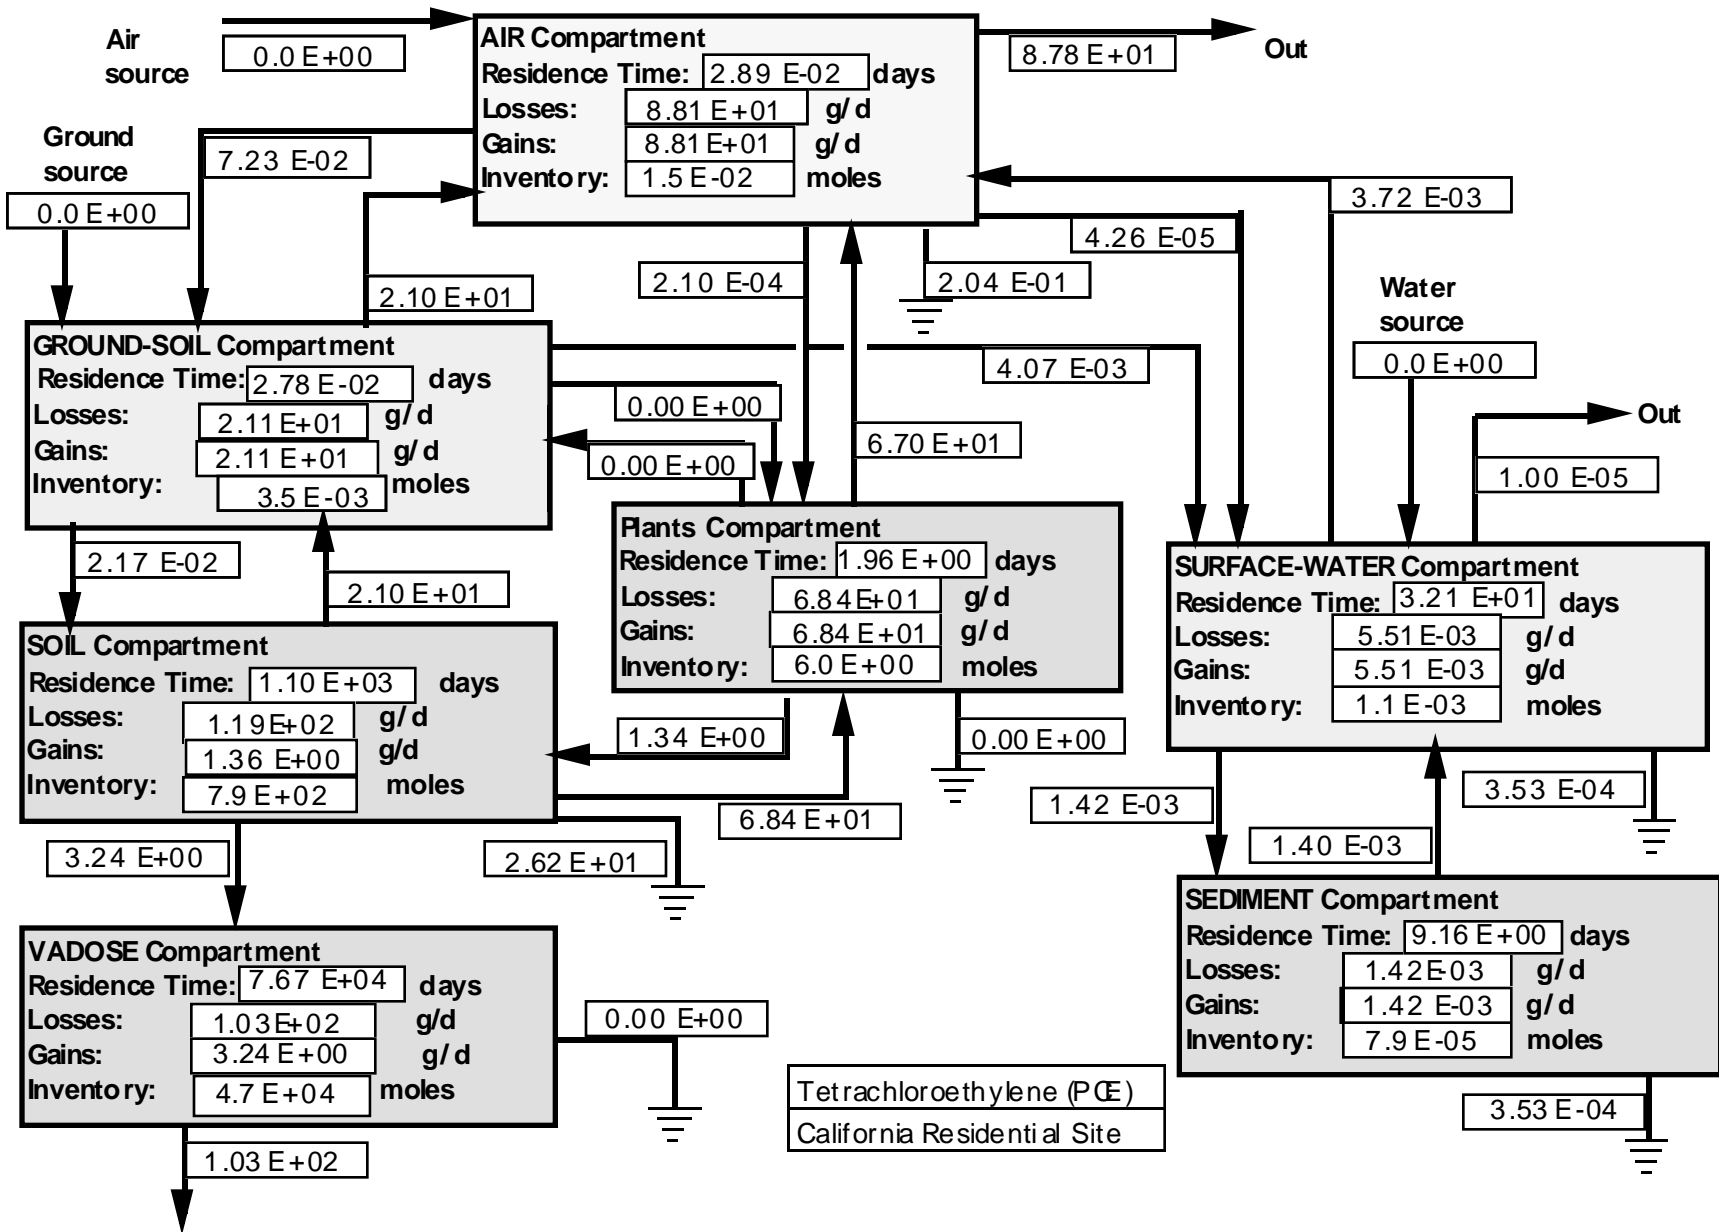 Air
source
0.0 E+00
AIR Compartment
Residence Time: 2.89 E-02 days
Losses: 8.81 E+01 g/d
Gains: 8.81 E+01 g/d
Inventory: 1.5 E-02 moles
8.78 E+01
Out
Ground
source
0.0 E+00
7.23 E-02
2.10 E+01
2.10 E-04
2.04 E-01
4.26 E-05
3.72 E-03
Water
source
0.0 E+00
GROUND-SOIL Compartment
Residence Time: 2.78 E-02 days
Losses: 2.11 E+01 g/d
Gains: 2.11 E+01 g/d
Inventory: 3.5 E-03 moles
0.00 E+00
0.00 E+00
6.70 E+01
4.07 E-03
Out
1.00 E-05
2.17 E-02
2.10 E+01
Plants Compartment
Residence Time: 1.96 E+00 days
Losses: 6.84E+01 g/d
Gains: 6.84 E+01 g/d
Inventory: 6.0 E+00 moles
SURFACE-WATER Compartment
Residence Time: 3.21 E+01 days
Losses: 5.51 E-03 g/d
Gains: 5.51 E-03 g/d
Inventory: 1.1 E-03 moles
SOIL Compartment
Residence Time: 1.10 E+03 days
Losses: 1.19E+02 g/d
Gains: 1.36 E+00 g/d
Inventory: 7.9 E+02 moles
1.34 E+00
0.00 E+00
6.84 E+01
3.24 E+00
2.62 E+01
1.42 E-03
1.40 E-03
3.53 E-04
VADOSE Compartment
Residence Time: 7.67 E+04 days
Losses: 1.03E+02 g/d
Gains: 3.24 E+00 g/d
Inventory: 4.7 E+04 moles
0.00 E+00
1.03 E+02
SEDIMENT Compartment
Residence Time: 9.16 E+00 days
Losses: 1.42E-03 g/d
Gains: 1.42 E-03 g/d
Inventory: 7.9 E-05 moles
3.53 E-04
Tetrachloroethylene (PCE)
California Residential Site